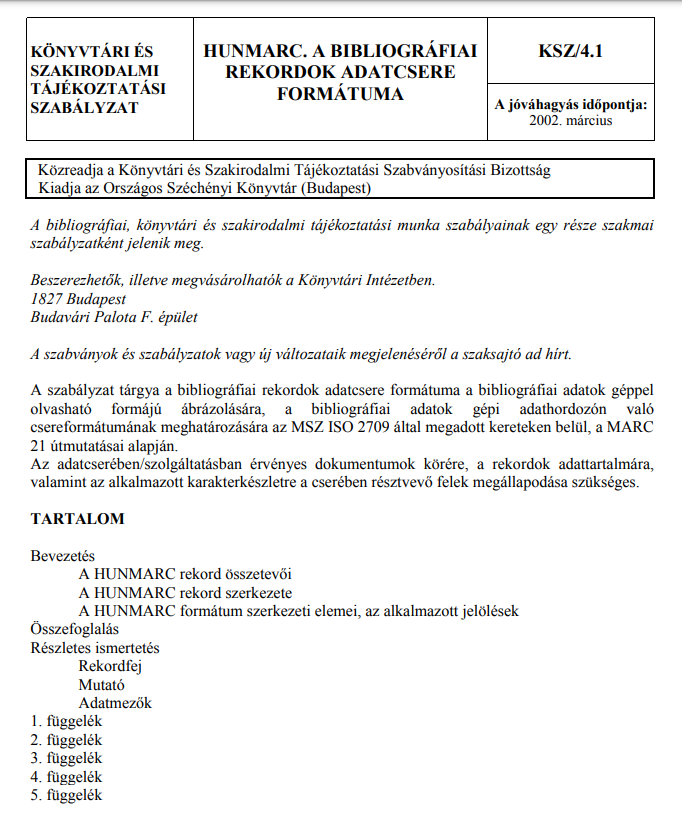 KÖNYVTÁRI ÉS
SZAKIRODALMI
TÁJÉKOZTATÁSI
SZABÁLYZAT
HUNMARC. A BIBLIOGRÁFIAI
REKORDOK ADATCSERE
FORMÁTUMA
KSZ/4.1
A jóváhagyás időpontja:
2002. március
Közreadja a Könyvtári és Szakirodalmi Tájékoztatási Szabványosítási Bizottság
Kiadja az Országos Széchényi Könyvtár (Budapest)
A bibliográfiai, könyvtári és szakirodalmi tájékoztatási munka szabályainak egy része szakmai
szabályzatként jelenik meg.
Beszerezhetők, illetve megvásárolhatók a Könyvtári Intézetben.
1827 Budapest
Budavári Palota F. épület
A szabványok és szabályzatok vagy új változataik megjelenéséről a szaksajtó ad hírt.
A szabályzat tárgya a bibliográfiai rekordok adatcsere formátuma a bibliográfiai adatok géppel
olvasható formájú ábrázolására, a bibliográfiai adatok gépi adathordozón való
csereformátumának meghatározására az MSZ ISO 2709 által megadott kereteken belül, a MARC
21 útmutatásai alapján.
Az adatcserében/szolgáltatásban érvényes dokumentumok körére, a rekordok adattartalmára,
valamint az alkalmazott karakterkészletre a cserében résztvevő felek megállapodása szükséges.
TARTALOM
Bevezetés
A HUNMARC rekord összetevői
A HUNMARC rekord szerkezete
A HUNMARC formátum szerkezeti elemei, az alkalmazott jelölések
Összefoglalás
Részletes ismertetés
Rekordfej
Mutató
Adatmezők
1. függelék
2. függelék
3. függelék
4. függelék
5. függelék